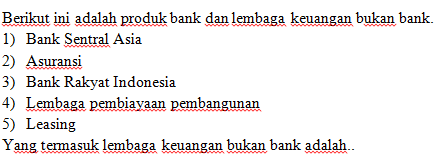 Berikut ini adalah produk bank dan lembaga keuangan bukan bank.
1) Bank Sentral Asia
2) Asuransi
3) Bank Rakyat Indonesia
4) Lembaga pembiayaan pembangunan
5) Leasing
Yang termasuk lembaga keuangan bukan bank adalah..